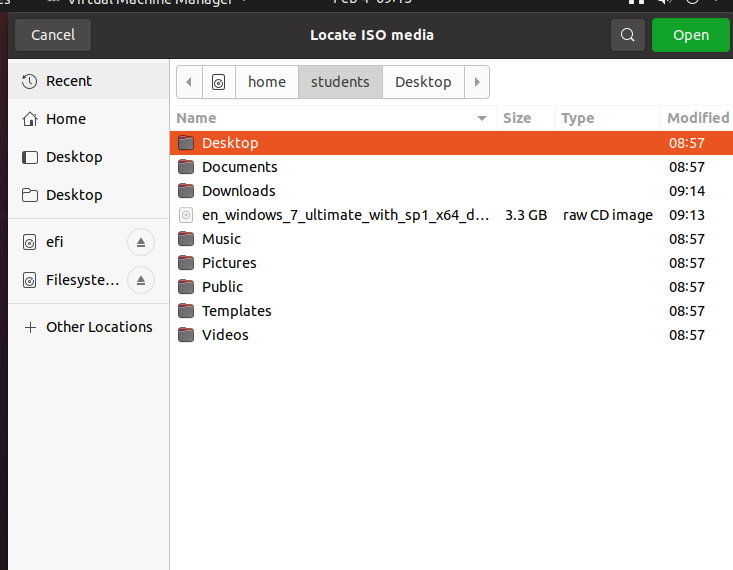 Virtual Machine Manager
Cancel Locate ISO media Open
Recent
Home
Desktop
Desktop
efi
Filesyste...
Other Locations
home students Desktop
Name Size Type Modified
Desktop 08:57
Documents 08:57
Downloads 09:14
en_windows_7_ultimate_with_sp1_x64_d... 3.3 GB raw CD image 09:13
Music 08:57
Pictures 08:57
Public 08:57
Templates 08:57
Videos 08:57